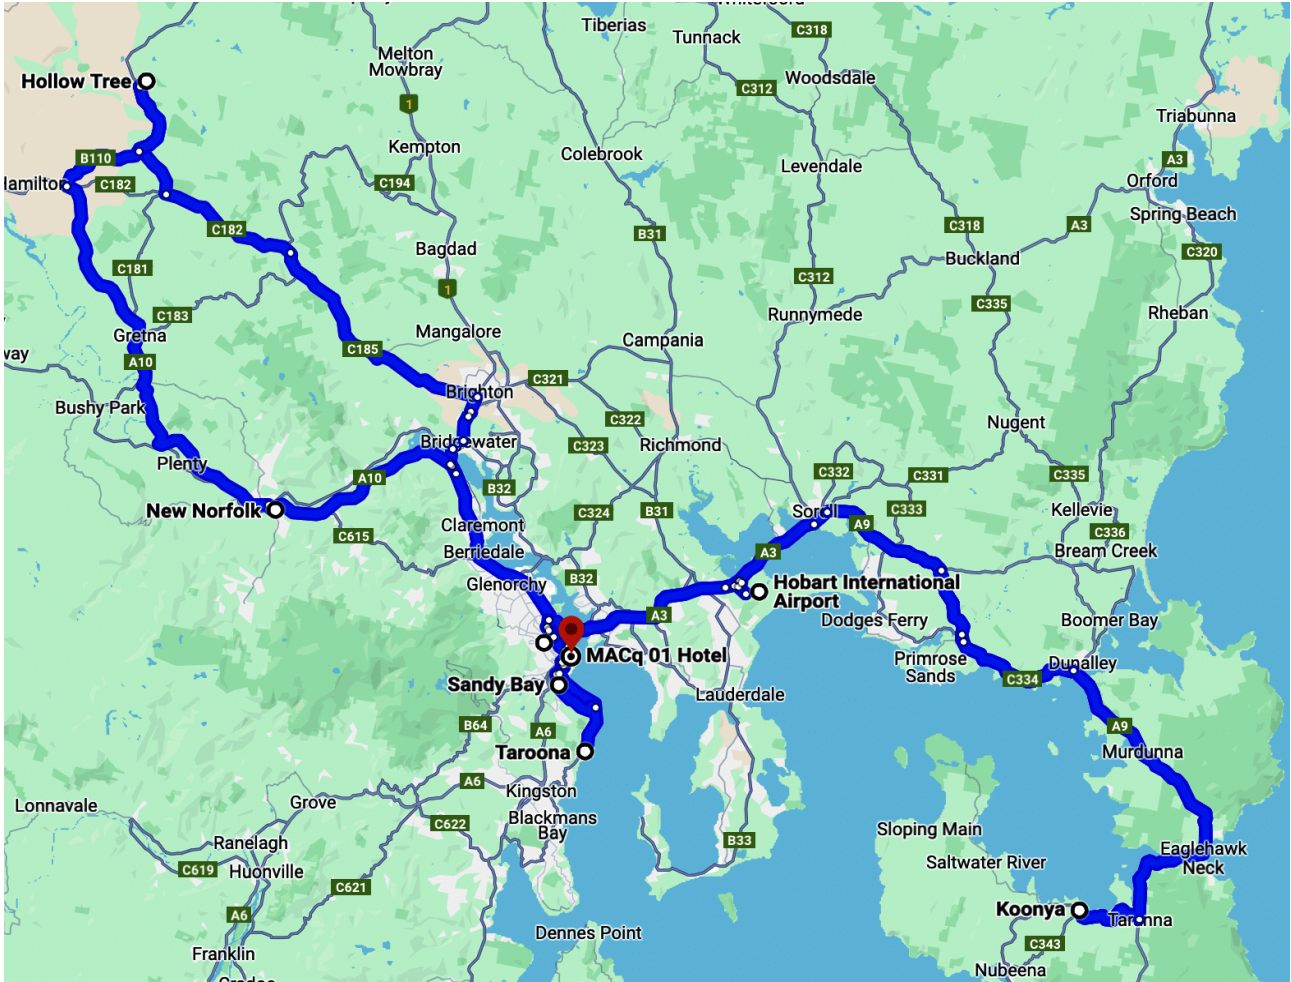 Whitefoord
Tiberias
Tunnack
C318
Melton
Mowbray
Woodsdale
Hollow Tree
C312
1
Triabunna
Kempton
Colebrook
B110
A3
Levendale
Hamilton
C182
C194
Orford
Spring Beach
C182
B31
C318
A3
Bagdad
C320
Buckland
C181
C312
1
C335
C183
Runnymede
Rheban
Gretna
Mangalore
Campania
C185
way
A10
C321
Brighton
Bushy Park
C322
Nugent
Bridgewater
C323
Richmond
Plenty
C332
C331
C335
A10
B32
New Norfolk
C324
B31
Sorell
C333
Kellevie
A9
Claremont
C336
C615
Berriedale
A3
Bream Creek
Glenorchy
B32
Hobart International
Airport
A3
Dodges Ferry
Boomer Bay
MACq 01 Hotel
Primrose
Sands
Dunalley
Sandy Bay
C334
Lauderdale
B64
A6
A9
Taroona
Murdunna
A6
Kingston
Lonnavale
Grove
Blackmans
Bay
C622
Sloping Main
Ranelagh
B33
Eaglehawk
Neck
C619
Huonville
Saltwater River
C621
Koonya
A6
Taranna
Dennes Point
C343
Franklin
Nubeena